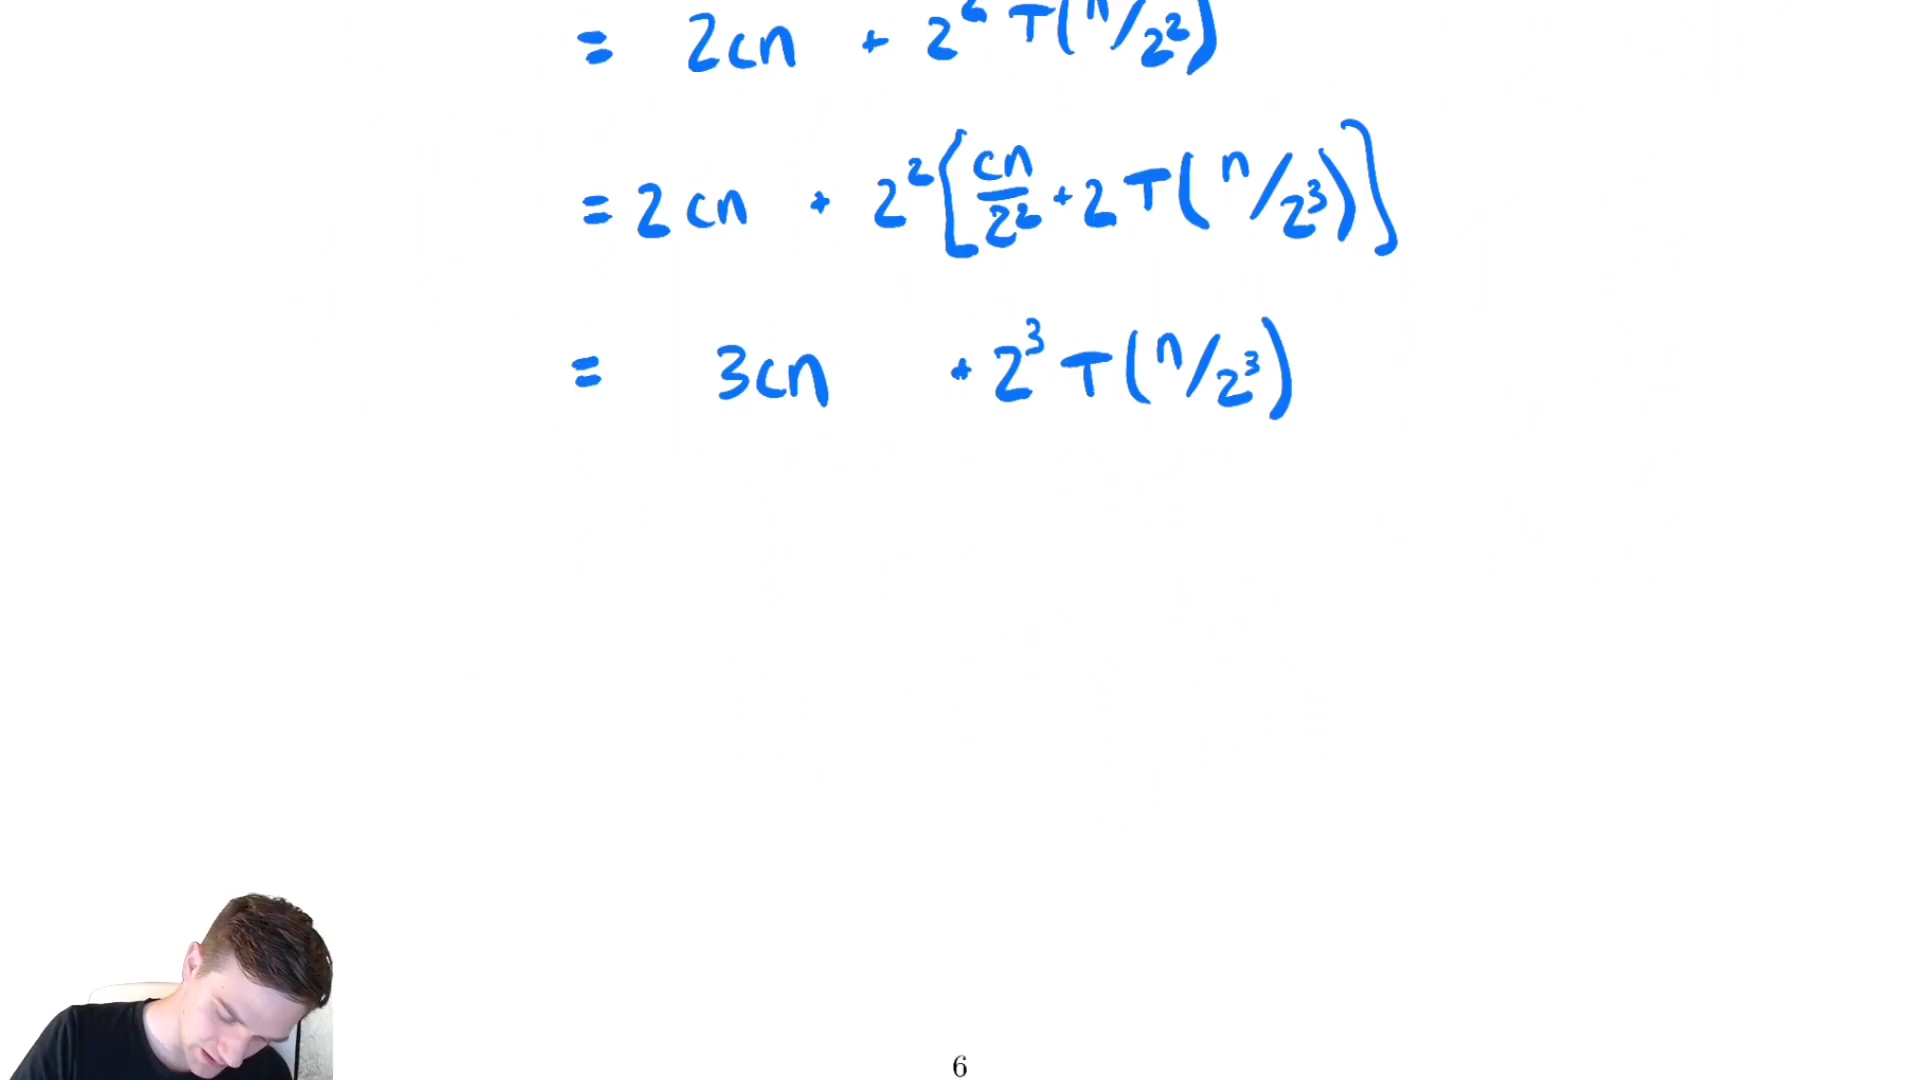 = 2cn + 2² T(n/2²)
= 2cn + 2² [cn/2² + 2T(n/2³)]
= 3cn + 2³ T(n/2³)
6